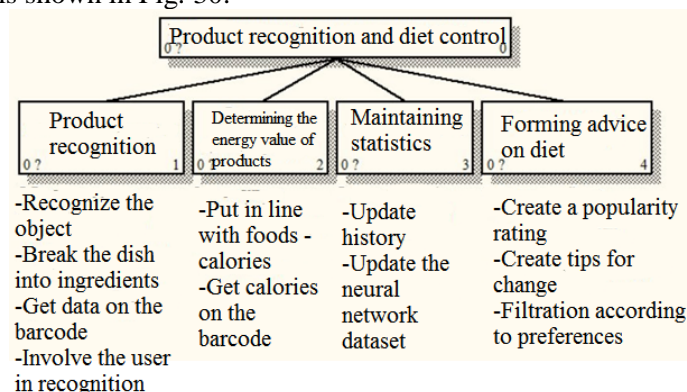 is shown in Fig. 50.
Product recognition and diet control
0 ? 0
Product
recognition
0 ? 1
Determining the
energy value of
products
0 ? 2
Maintaining
statistics
0 ? 3
Forming advice
on diet
0 ? 4
-Recognize the
object
-Break the dish
into ingredients
-Get data on the
barcode
-Involve the user
in recognition
-Put in line
with foods -
calories
-Get calories
on the
barcode
-Update
history
-Update the
neural
network
dataset
-Create a popularity
rating
-Create tips for
change
-Filtration according
to preferences